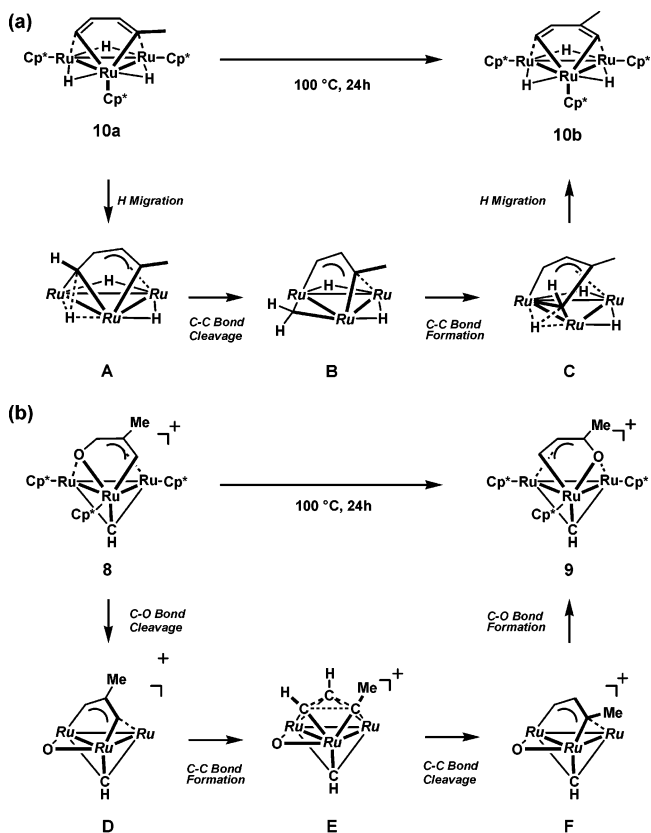 (a)
H
Cp*-Ru Ru-Cp*
H Ru H
Cp*
10a
100 °C, 24h
H
Cp*-Ru Ru-Cp*
H Ru H
Cp*
10b
H Migration
H Migration
H
H
Ru Ru
H Ru H
A
C-C Bond
Cleavage
H
Ru Ru
H
H
Ru H
B
C-C Bond
Formation
H H
Ru Ru
H Ru H
C
(b)
Me
+
O
Cp*-Ru Ru-Cp*
Ru
Cp*
C
H
8
100 °C, 24h
Me
+
O
Cp*-Ru Ru-Cp*
Ru
Cp*
C
H
9
C-O Bond
Cleavage
C-O Bond
Formation
+
Me
Ru Ru
O Ru
C
H
D
C-C Bond
Formation
H
H C Me +
C C
Ru Ru
O Ru
C
H
E
C-C Bond
Cleavage
+
Me
Ru Ru
O Ru
C
H
F